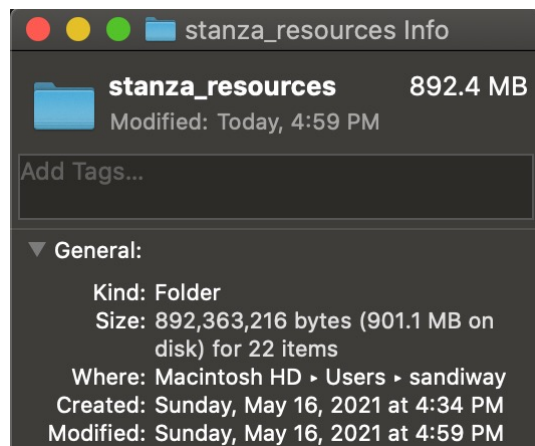 stanza_resources Info
stanza_resources 892.4 MB
Modified: Today, 4:59 PM
Add Tags...
General:
Kind: Folder
Size: 892,363,216 bytes (901.1 MB on
disk) for 22 items
Where: Macintosh HD ▸ Users ▸ sandiway
Created: Sunday, May 16, 2021 at 4:34 PM
Modified: Sunday, May 16, 2021 at 4:59 PM